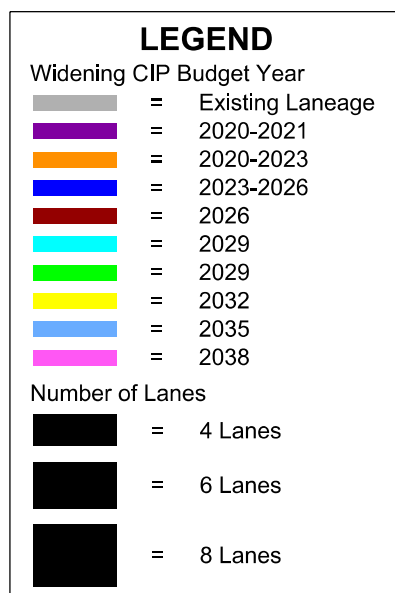 LEGEND
Widening CIP Budget Year
= Existing Laneage
= 2020-2021
= 2020-2023
= 2023-2026
= 2026
= 2029
= 2029
= 2032
= 2035
= 2038
Number of Lanes
= 4 Lanes
= 6 Lanes
= 8 Lanes